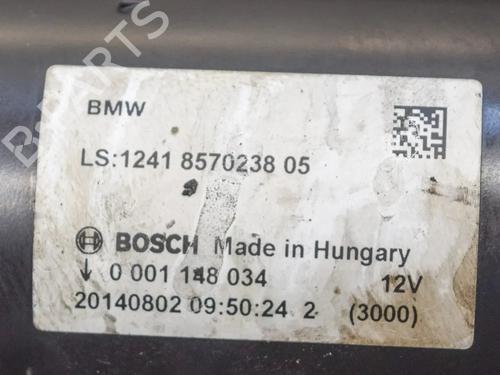 BMW
LS:1241 8570238 05
BOSCH Made in Hungary
0 001 148 034 12V
20140802 09:50:24 2 (3000)